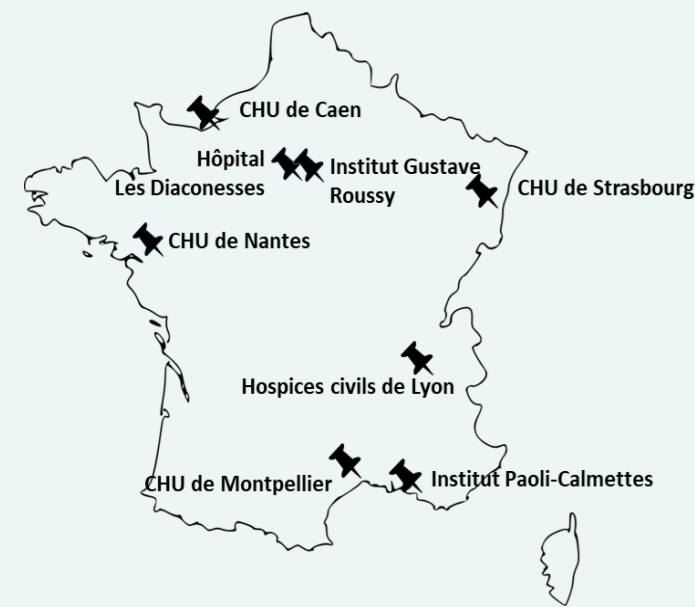 CHU de Caen
Hôpital
Les Diaconesses
Institut Gustave
Roussy
CHU de Strasbourg
CHU de Nantes
Hospices civils de Lyon
CHU de Montpellier
Institut Paoli-Calmettes